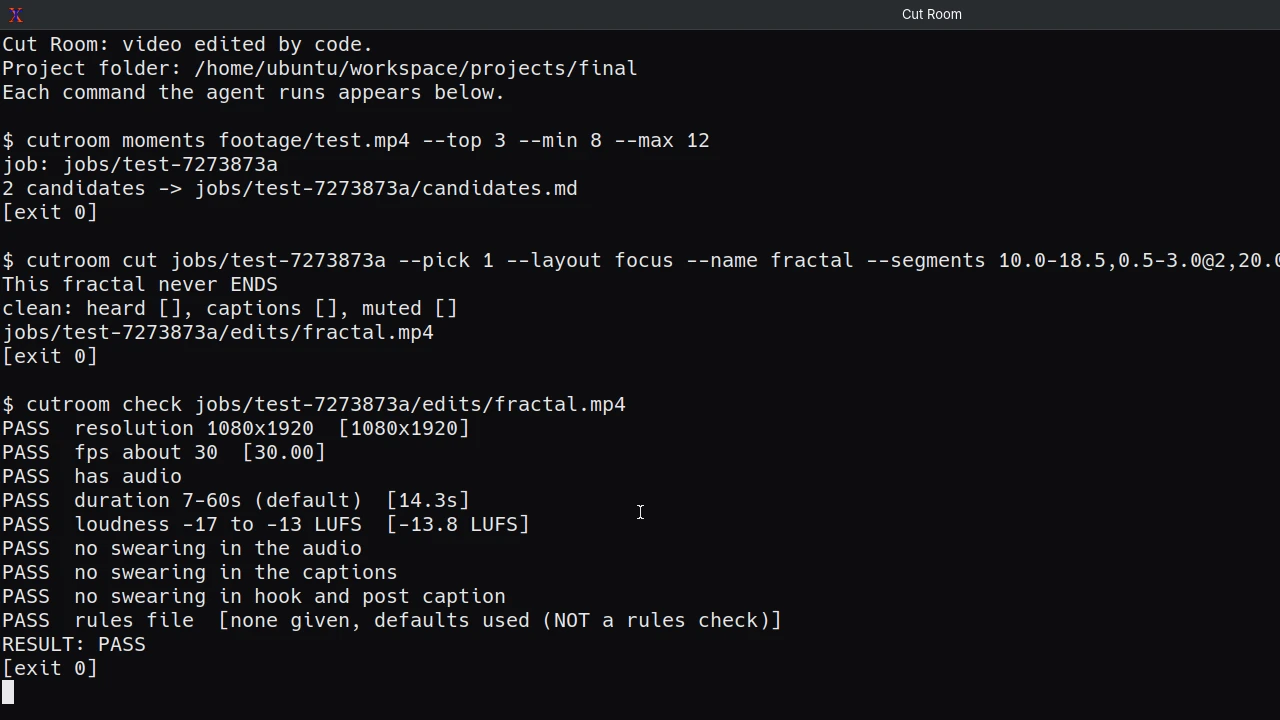 Cut Room
Cut Room: video edited by code.
Project folder: /home/ubuntu/workspace/projects/final
Each command the agent runs appears below.
$ cutroom moments footage/test.mp4 --top 3 --min 8 --max 12
job: jobs/test-7273873a
2 candidates -> jobs/test-7273873a/candidates.md
[exit 0]
$ cutroom cut jobs/test-7273873a --pick 1 --layout focus --name fractal --segments 10.0-18.5,0.5-3.0@2,20.0
This fractal never ENDS
clean: heard [], captions [], muted []
jobs/test-7273873a/edits/fractal.mp4
[exit 0]
$ cutroom check jobs/test-7273873a/edits/fractal.mp4
PASS  resolution 1080x1920  [1080x1920]
PASS  fps about 30  [30.00]
PASS  has audio
PASS  duration 7-60s (default)  [14.3s]
PASS  loudness -17 to -13 LUFS  [-13.8 LUFS]
PASS  no swearing in the audio
PASS  no swearing in the captions
PASS  no swearing in hook and post caption
PASS  rules file  [none given, defaults used (NOT a rules check)]
RESULT: PASS
[exit 0]